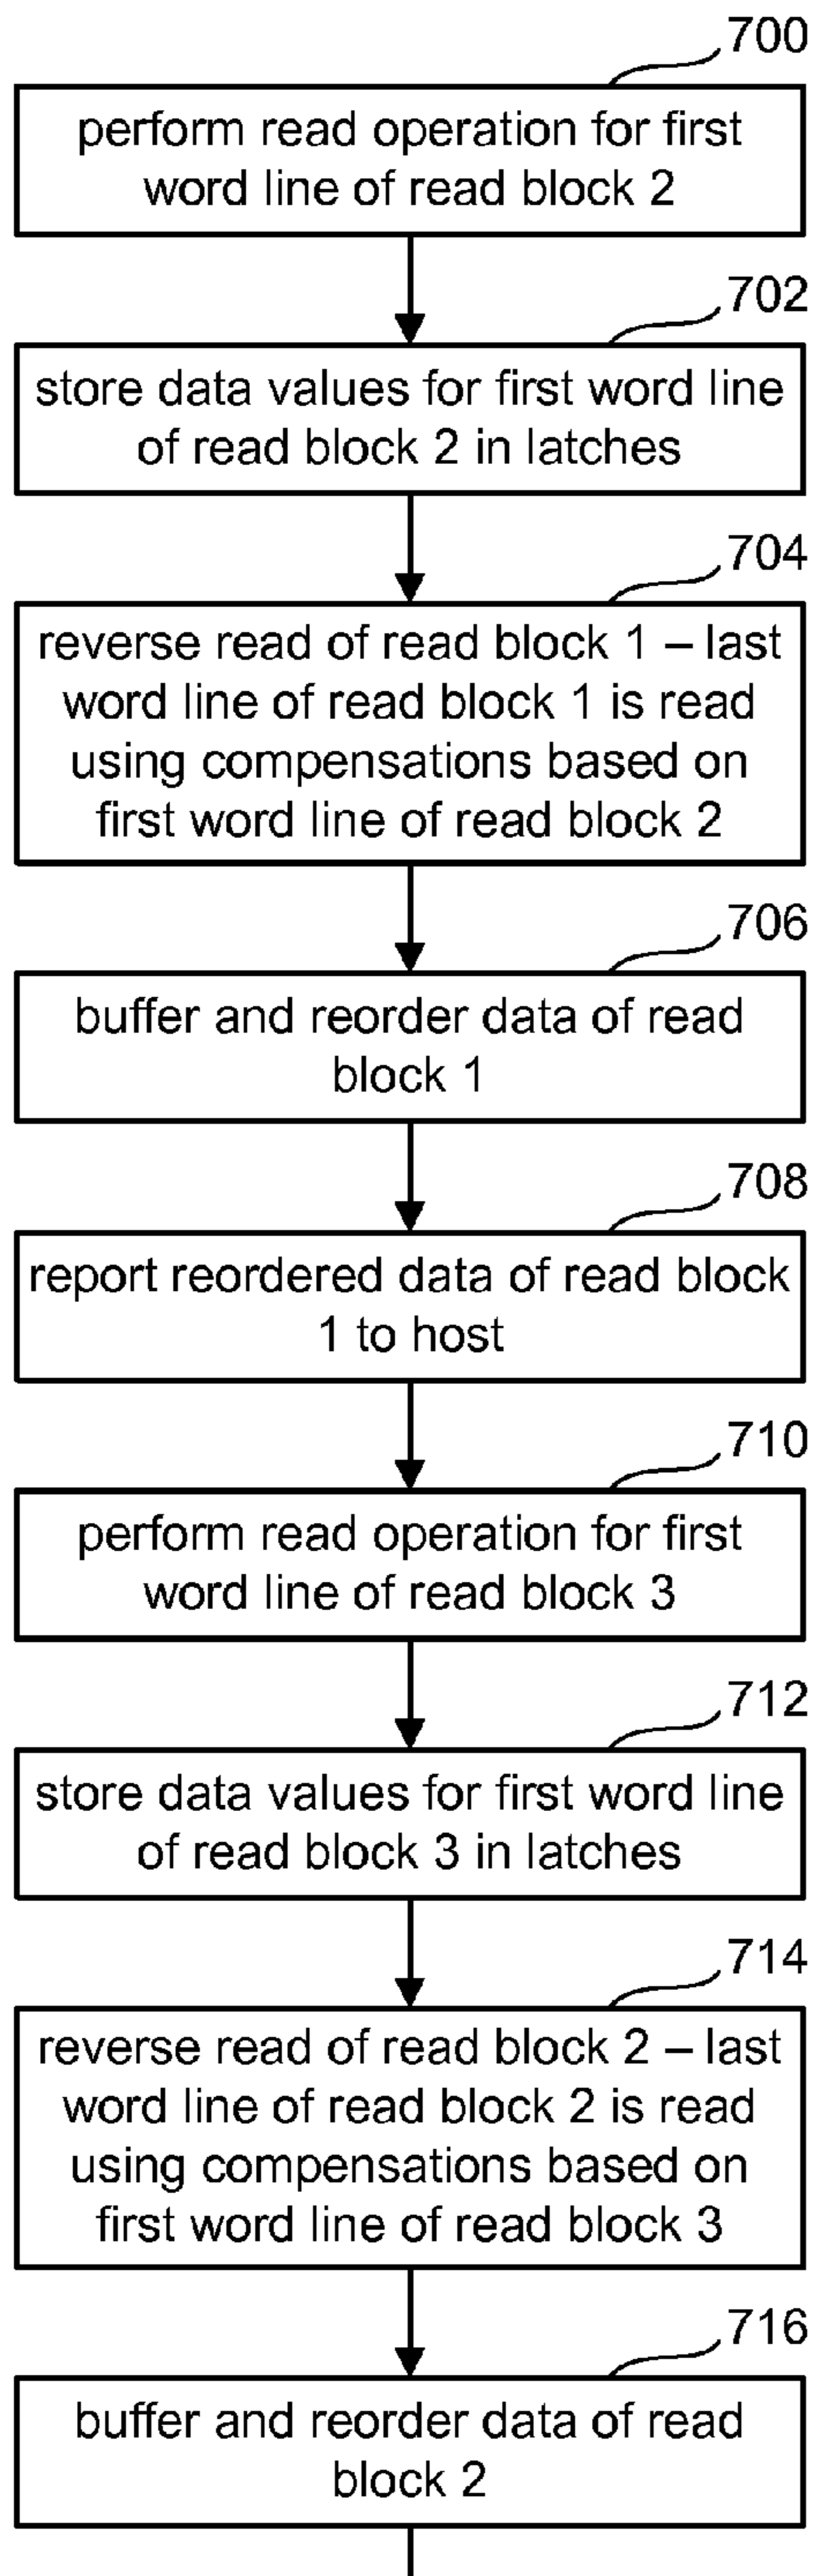 700
perform read operation for first
word line of read block 2
702
store data values for first word line
of read block 2 in latches
704
reverse read of read block 1 – last
word line of read block 1 is read
using compensations based on
first word line of read block 2
706
buffer and reorder data of read
block 1
708
report reordered data of read block
1 to host
710
perform read operation for first
word line of read block 3
712
store data values for first word line
of read block 3 in latches
714
reverse read of read block 2 – last
word line of read block 2 is read
using compensations based on
first word line of read block 3
716
buffer and reorder data of read
block 2